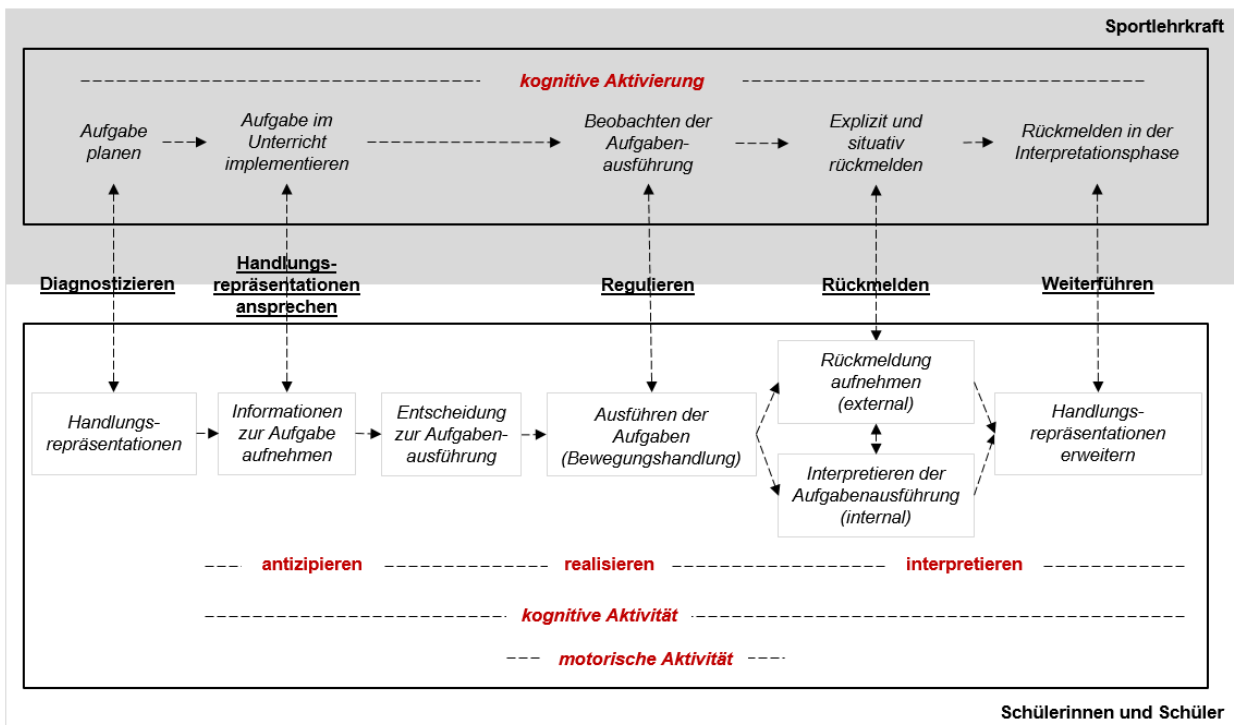 Sportlehrkraft
kognitive Aktivierung
Aufgabe
planen
Aufgabe im
Unterricht
implementieren
Beobachten der
Aufgaben-
ausführung
Explizit und
situativ
rückmelden
Rückmelden in der
Interpretationsphase
Diagnostizieren
Handlungs-
repräsentationen
ansprechen
Regulieren
Rückmelden
Weiterführen
Handlungs-
repräsentationen
Informationen
zur Aufgabe
aufnehmen
Entscheidung
zur Aufgaben-
ausführung
Ausführen der
Aufgaben
(Bewegungshandlung)
Rückmeldung
aufnehmen
(external)
Interpretieren der
Aufgabenausführung
(internal)
Handlungs-
repräsentationen
erweitern
antizipieren
realisieren
interpretieren
kognitive Aktivität
motorische Aktivität
Schülerinnen und Schüler